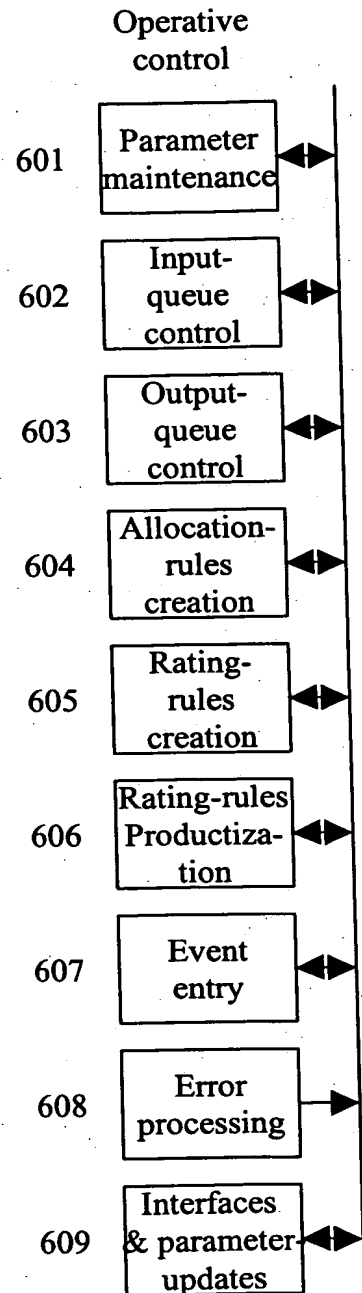 Operative
control
601
Parameter
maintenance
602
Input-
queue
control
603
Output-
queue
control
604
Allocation-
rules
creation
605
Rating-
rules
creation
606
Rating-rules
Productiza-
tion
607
Event
entry
608
Error
processing
609
Interfaces
& parameter-
updates